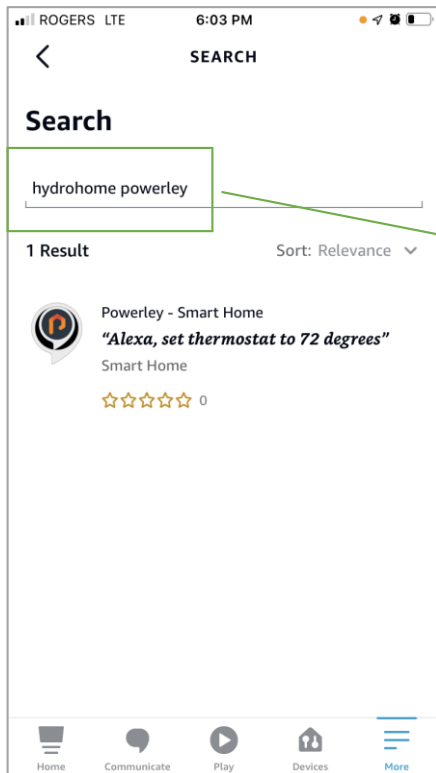 ROGERS LTE 6:03 PM
SEARCH
Search
hydrohome powerley
1 Result Sort: Relevance
Powerley - Smart Home
“Alexa, set thermostat to 72 degrees”
Smart Home
0
Home Communicate Play Devices More